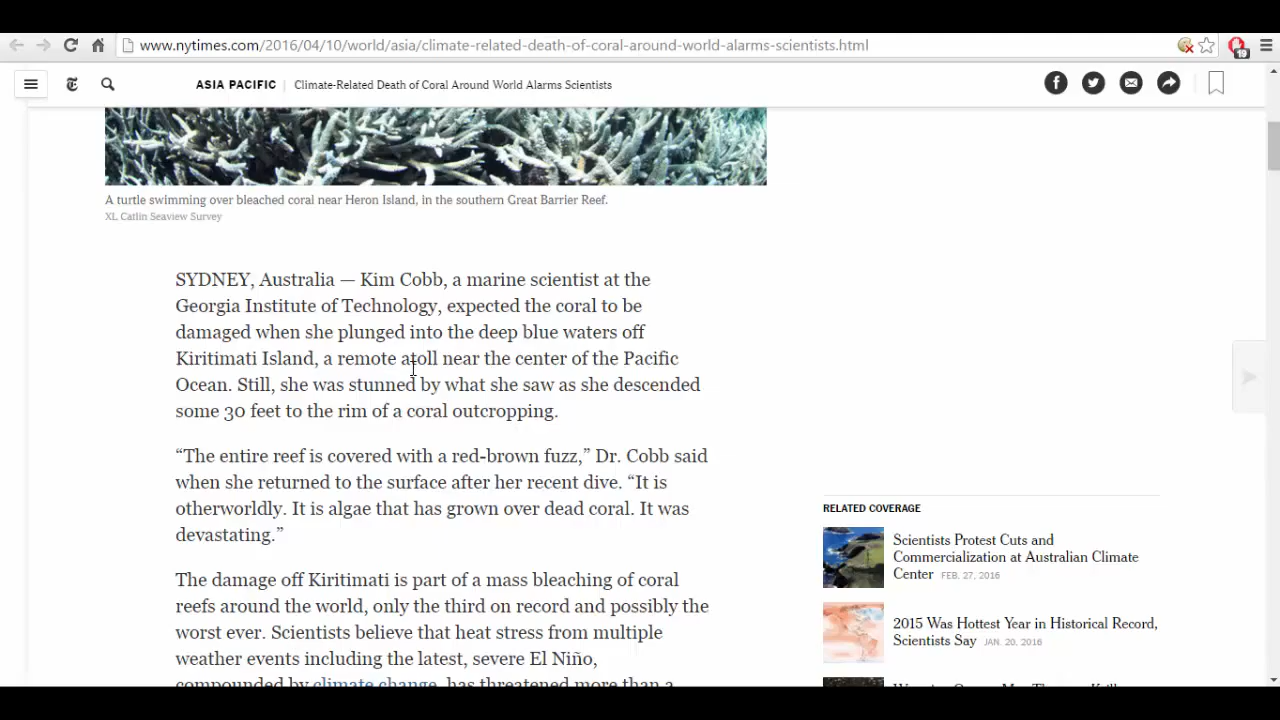 www.nytimes.com/2016/04/10/world/asia/climate-related-death-of-coral-around-world-alarms-scientists.html
19
ASIA PACIFIC | Climate-Related Death of Coral Around World Alarms Scientists
A turtle swimming over bleached coral near Heron Island, in the southern Great Barrier Reef.
XL Catlin Seaview Survey
SYDNEY, Australia — Kim Cobb, a marine scientist at the
Georgia Institute of Technology, expected the coral to be
damaged when she plunged into the deep blue waters off
Kiritimati Island, a remote atoll near the center of the Pacific
Ocean. Still, she was stunned by what she saw as she descended
some 30 feet to the rim of a coral outcropping.
“The entire reef is covered with a red-brown fuzz,” Dr. Cobb said
when she returned to the surface after her recent dive. “It is
otherworldly. It is algae that has grown over dead coral. It was
devastating.”
The damage off Kiritimati is part of a mass bleaching of coral
reefs around the world, only the third on record and possibly the
worst ever. Scientists believe that heat stress from multiple
weather events including the latest, severe El Niño,
compounded by climate change, has threatened more than a
RELATED COVERAGE
Scientists Protest Cuts and
Commercialization at Australian Climate
Center FEB. 27, 2016
2015 Was Hottest Year in Historical Record,
Scientists Say JAN. 20, 2016